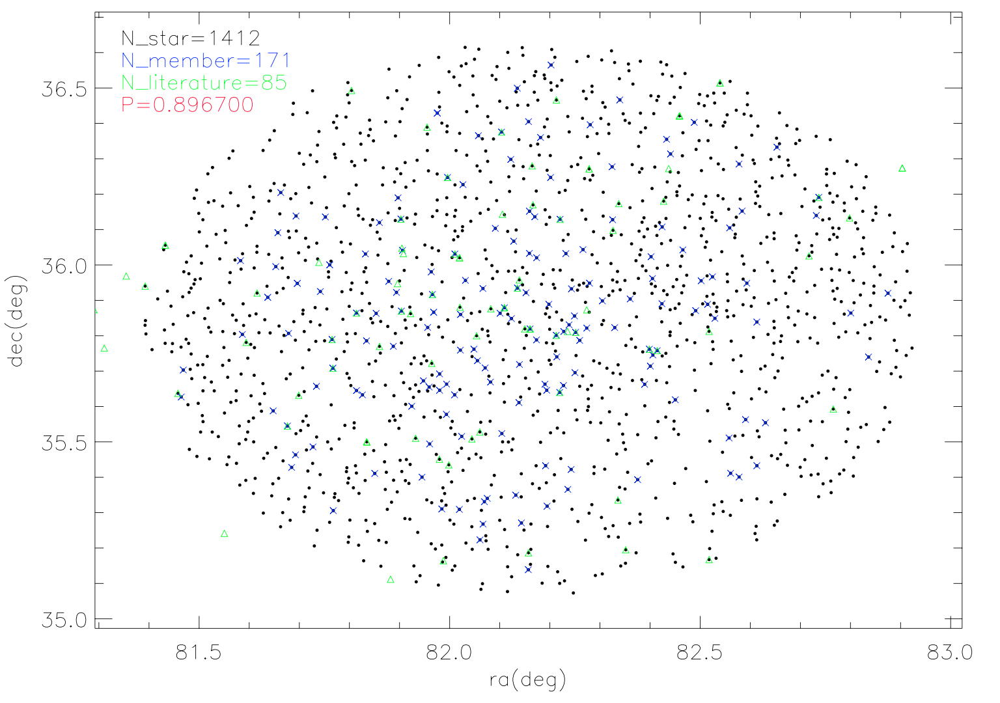 N_star=1412
N_member=171
N_literature=85
P=0.896700
36.5
36.0
35.5
35.0
dec(deg)
81.5 82.0 82.5 83.0
ra(deg)